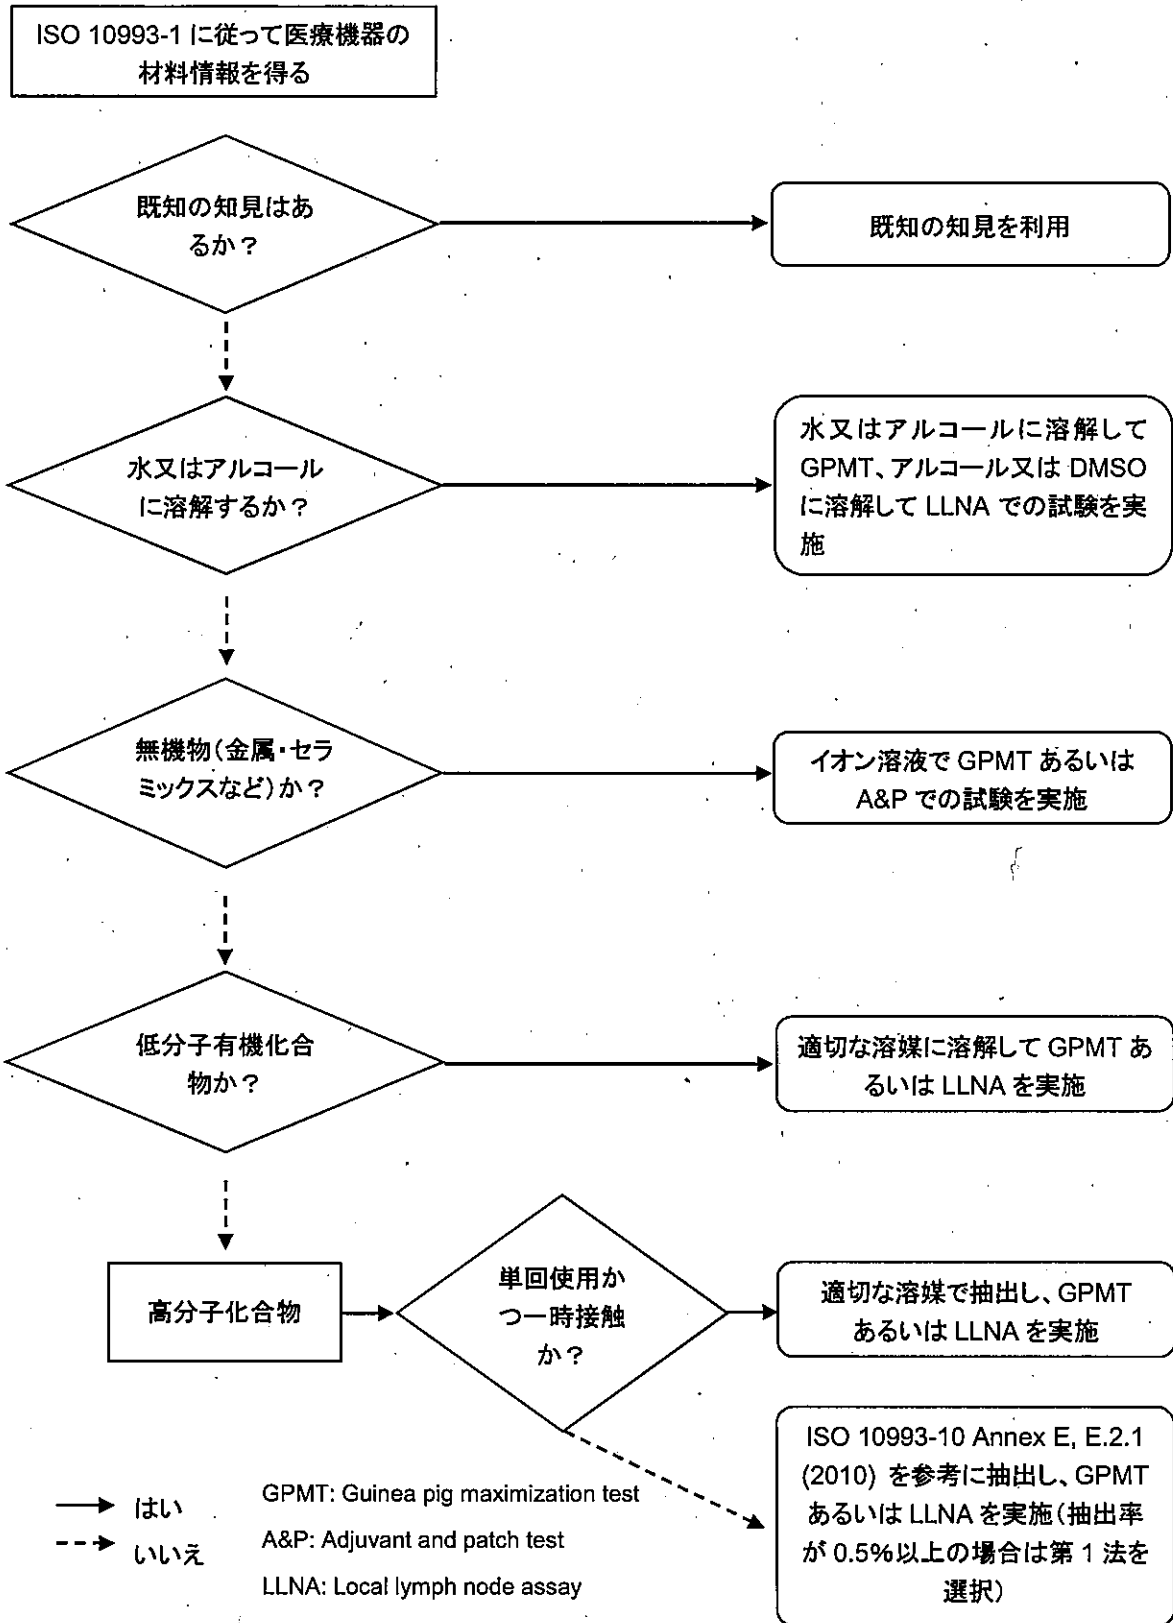 ISO 10993-1 に従って医療機器の
材料情報を得る
既知の知見はあ
るか?
既知の知見を利用
水又はアルコール
に溶解するか?
水又はアルコールに溶解して
GPMT、アルコール又は DMSO
に溶解して LLNA での試験を実
施
無機物(金属・セラ
ミックスなど)か?
イオン溶液で GPMT あるいは
A&P での試験を実施
低分子有機化合
物か?
適切な溶媒に溶解して GPMT あ
るいは LLNA を実施
高分子化合物
単回使用か
つ一時接触
か?
適切な溶媒で抽出し、GPMT
あるいは LLNA を実施
ISO 10993-10 Annex E, E.2.1
(2010) を参考に抽出し、GPMT
あるいは LLNA を実施(抽出率
が 0.5%以上の場合は第 1 法を
選択)
はい
いいえ
GPMT: Guinea pig maximization test
A&P: Adjuvant and patch test
LLNA: Local lymph node assay